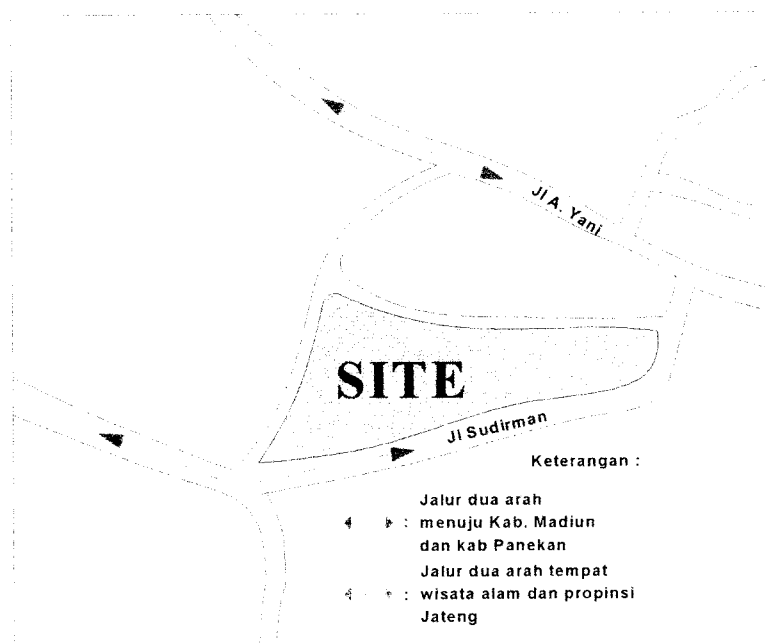 Jl A. Yani
SITE
Jl Sudirman
Keterangan :
Jalur dua arah
: menuju Kab. Madiun
dan kab Panekan
Jalur dua arah tempat
: wisata alam dan propinsi
Jateng